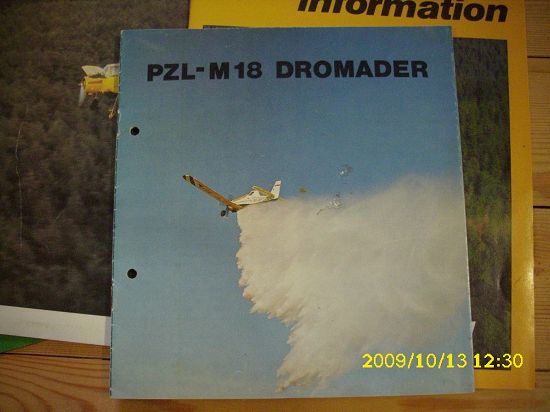 information
PZL-M18 DROMADER
2009/10/13 12:30